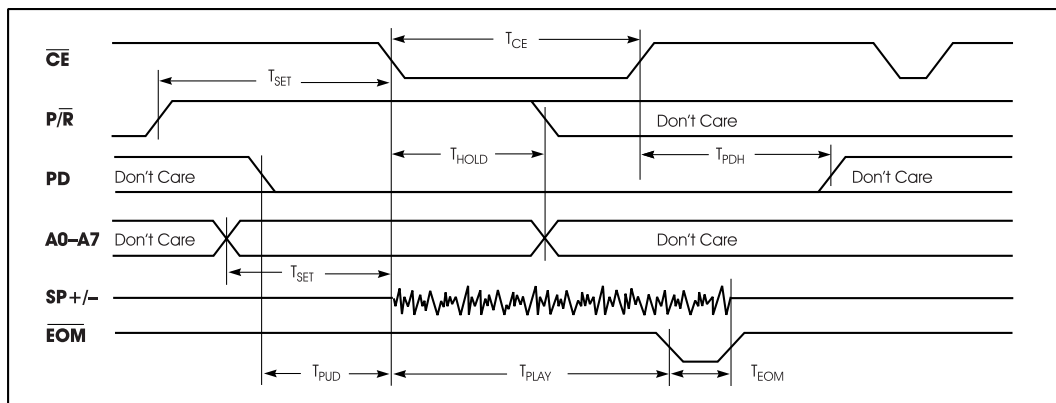 CE
T_CE
T_SET
P/R
Don't Care
T_HOLD
T_PDH
PD
Don't Care
Don't Care
A0–A7
Don't Care
Don't Care
T_SET
SP+/–
EOM
T_PUD
T_PLAY
T_EOM